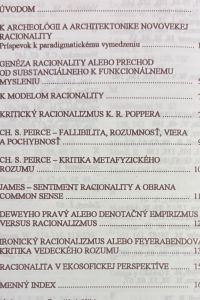 ÚVODOM
K ARCHEOLÓGII A ARCHITEKTONIKE NOVOVEKEJ
RACIONALITY
Príspevok k paradigmatickému vymedzeniu
GENÉZA RACIONALITY ALEBO PRECHOD
OD SUBSTANCIÁLNEHO K FUNKCIONÁLNEMU
MYSLENIU
K MODELOM RACIONALITY
KRITICKÝ RACIONALIZMUS K. R. POPPERA
CH. S. PEIRCE – FALLIBILITA, ROZUMNOSŤ, VIERA
A POCHYBNOSŤ
CH. S. PEIRCE – KRITIKA METAFYZICKÉHO
ROZUMU
JAMES – SENTIMENT RACIONALITY A OBRANA
COMMON SENSE
DEWEYHO PRAVÝ ALEBO DENOTAČNÝ EMPIRIZMUS
VERSUS RACIONALIZMUS
IRONICKÝ RACIONALIZMUS ALEBO FEYERABENDOVA
KRITIKA VEDECKÉHO ROZUMU
RACIONALITA V EKOSOFICKEJ PERSPEKTÍVE
MENNÝ INDEX